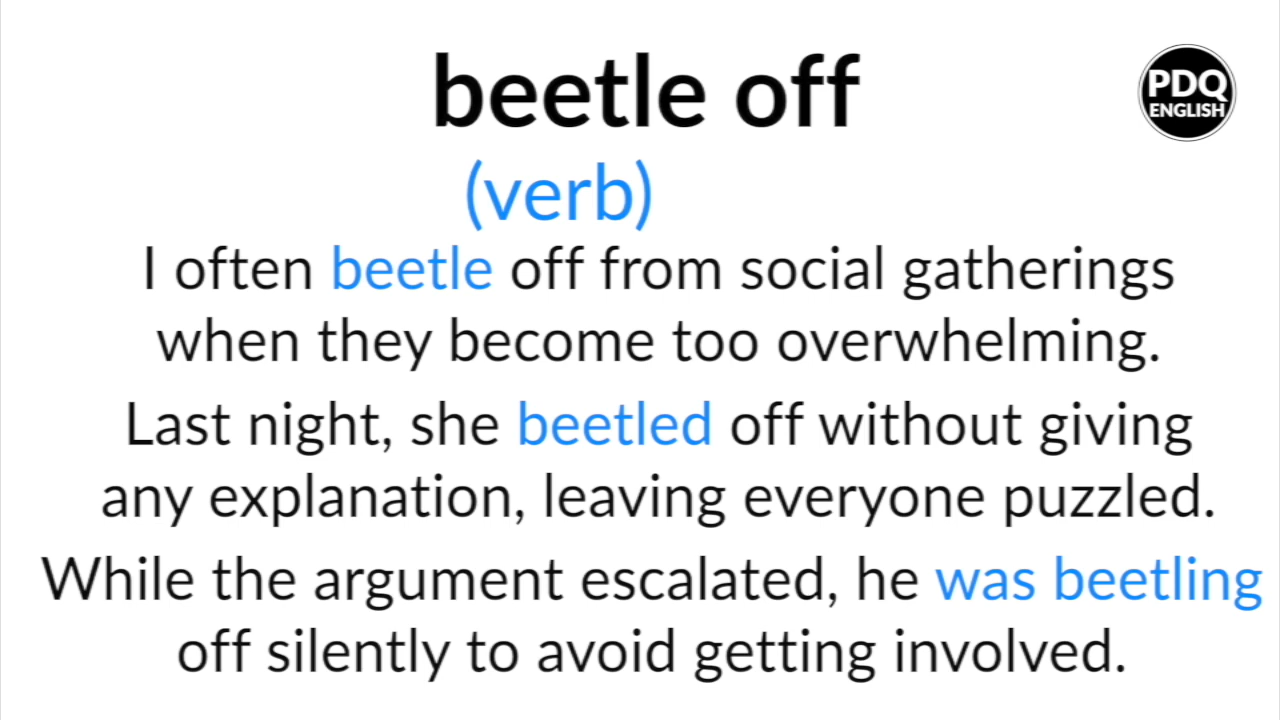 beetle off
PDQ
ENGLISH
(verb)
I often beetle off from social gatherings
when they become too overwhelming.
Last night, she beetled off without giving
any explanation, leaving everyone puzzled.
While the argument escalated, he was beetling
off silently to avoid getting involved.